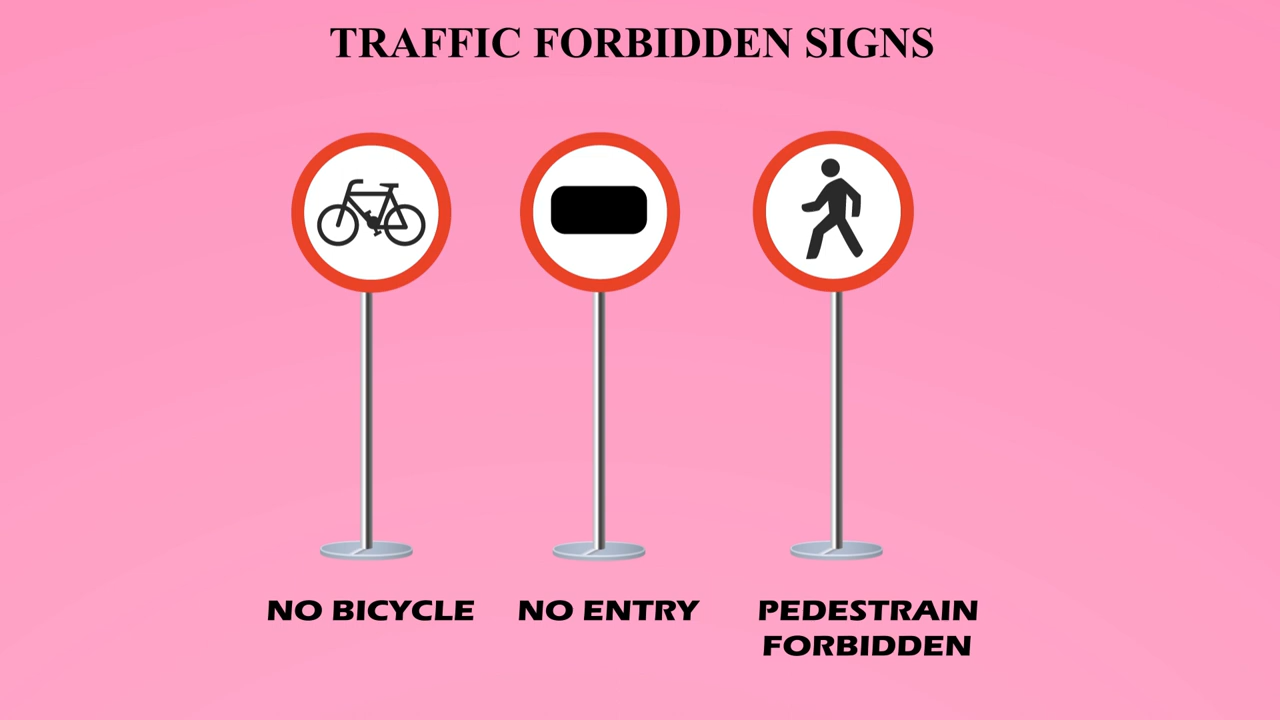 TRAFFIC FORBIDDEN SIGNS
NO BICYCLE
NO ENTRY
PEDESTRAIN
FORBIDDEN